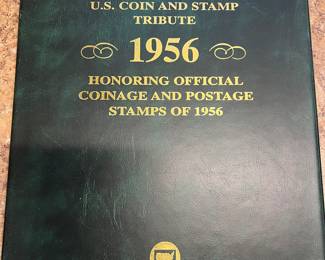 U.S. COIN AND STAMP
TRIBUTE
1956
HONORING OFFICIAL
COINAGE AND POSTAGE
STAMPS OF 1956